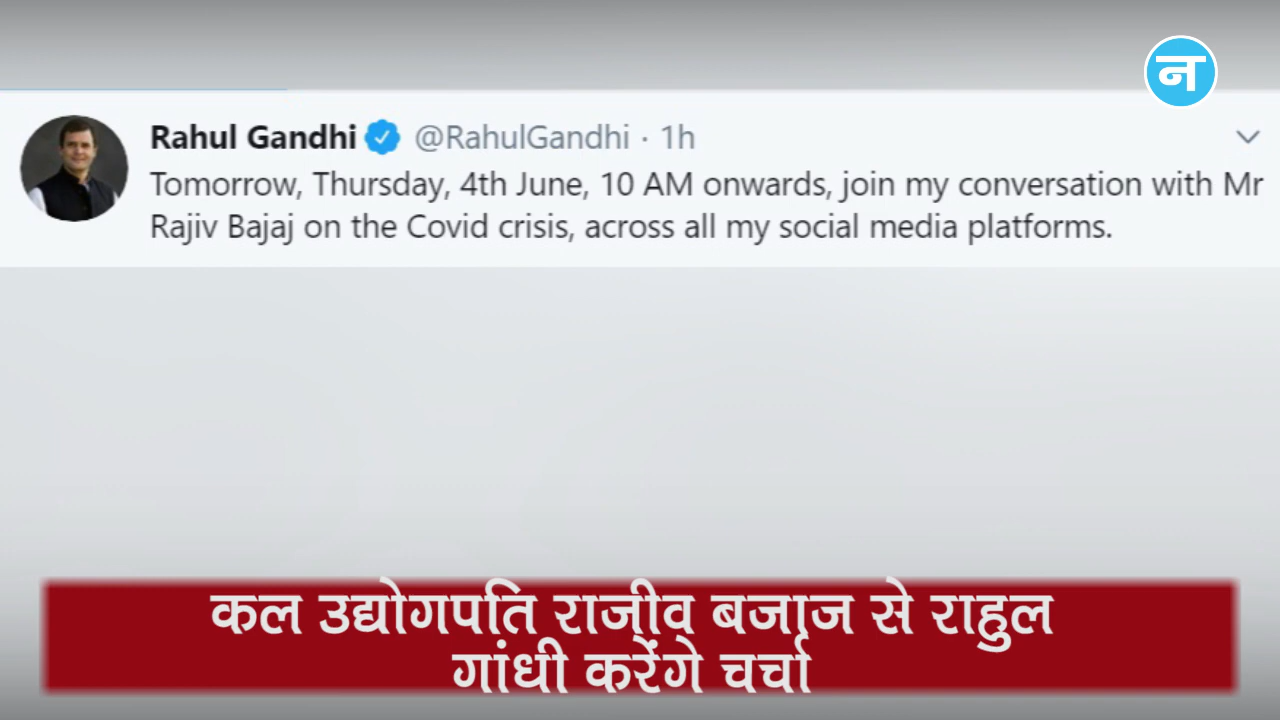 न
Rahul Gandhi @RahulGandhi · 1h
Tomorrow, Thursday, 4th June, 10 AM onwards, join my conversation with Mr
Rajiv Bajaj on the Covid crisis, across all my social media platforms.
कल उद्योगपति राजीव बजाज से राहुल
गांधी करेंगे चर्चा